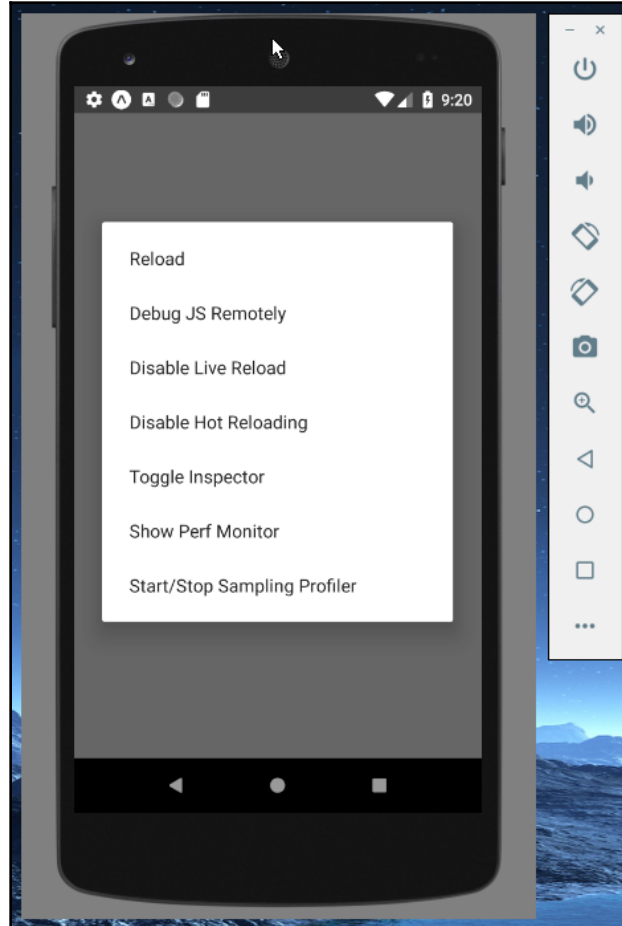 9:20
Reload
Debug JS Remotely
Disable Live Reload
Disable Hot Reloading
Toggle Inspector
Show Perf Monitor
Start/Stop Sampling Profiler